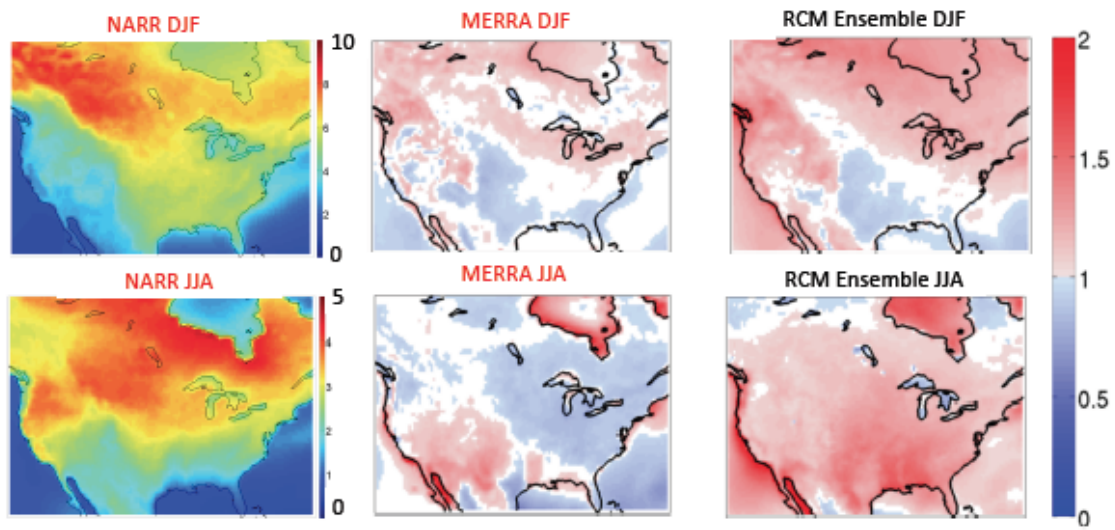 NARR DJF
MERRA DJF
RCM Ensemble DJF
10
8
6
4
2
0
2
1.5
1
0.5
0
NARR JJA
MERRA JJA
RCM Ensemble JJA
5
4
3
2
1
0